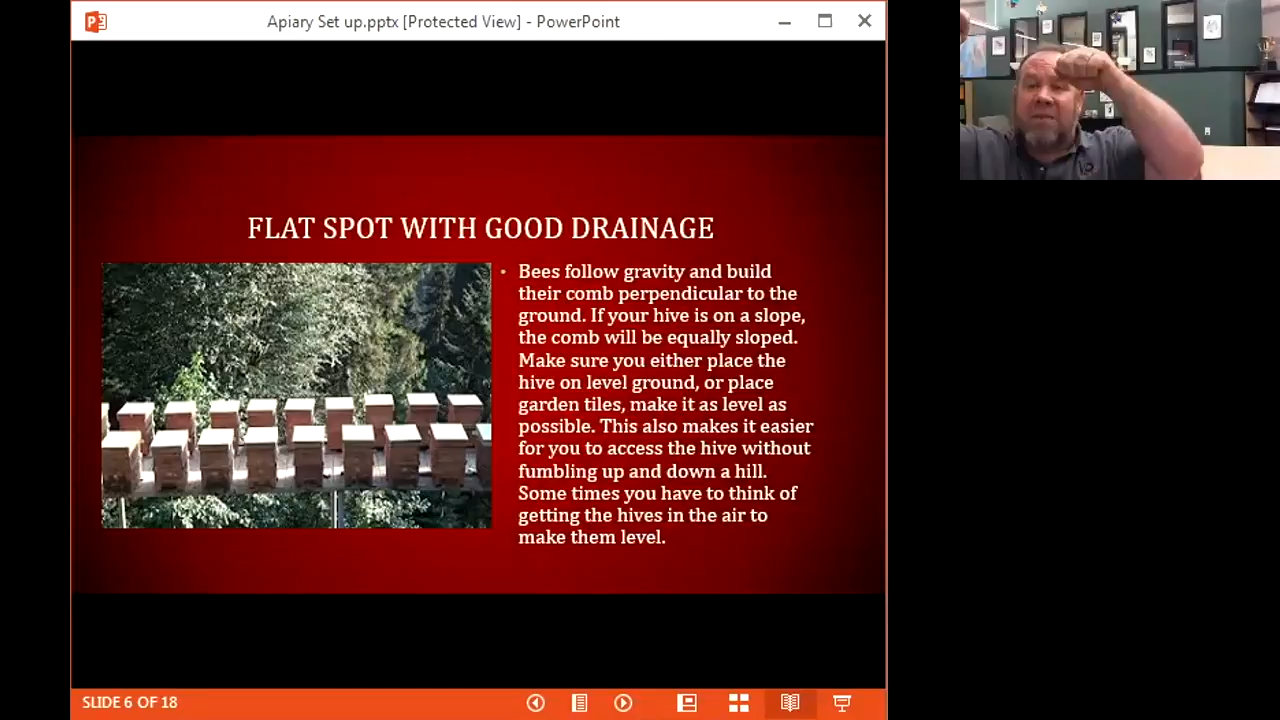 Apiary Set up.pptx [Protected View] - PowerPoint
FLAT SPOT WITH GOOD DRAINAGE
• Bees follow gravity and build
their comb perpendicular to the
ground. If your hive is on a slope,
the comb will be equally sloped.
Make sure you either place the
hive on level ground, or place
garden tiles, make it as level as
possible. This also makes it easier
for you to access the hive without
fumbling up and down a hill.
Some times you have to think of
getting the hives in the air to
make them level.
SLIDE 6 OF 18